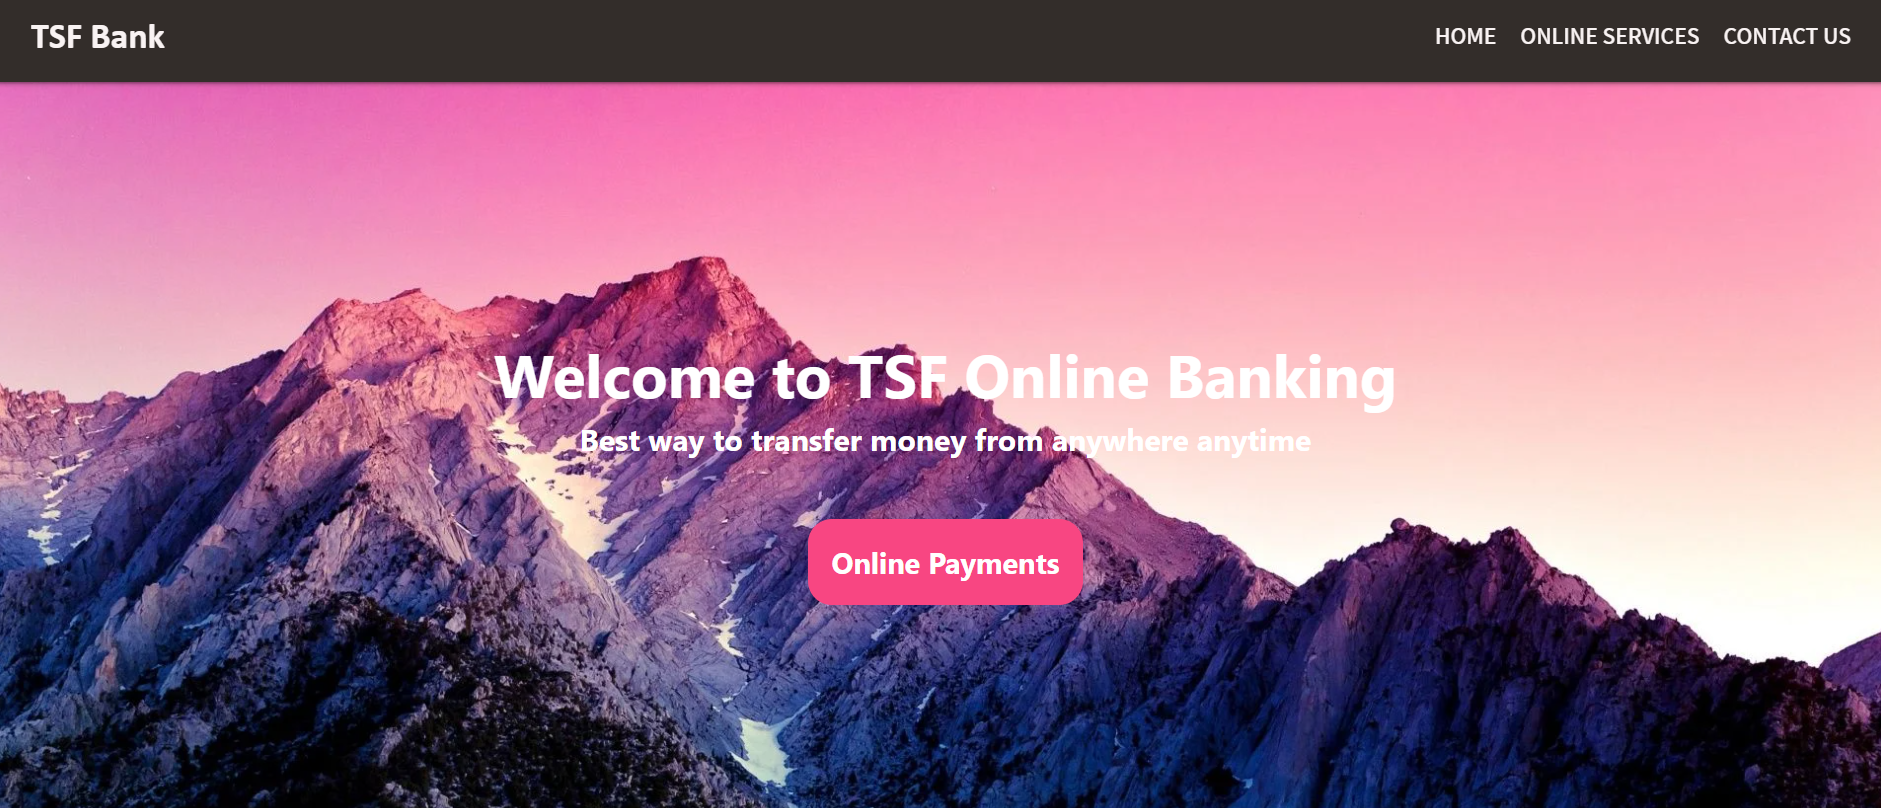 TSF Bank
HOME ONLINE SERVICES CONTACT US
Welcome to TSF Online Banking
Best way to transfer money from anywhere anytime
Online Payments